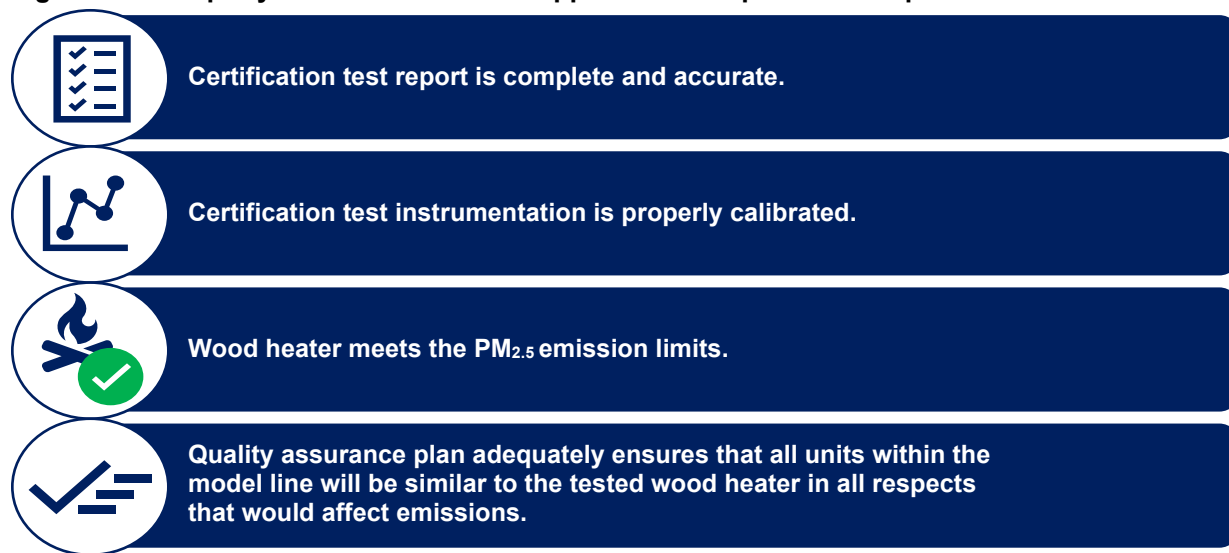 Certification test report is complete and accurate.
Certification test instrumentation is properly calibrated.
Wood heater meets the PM2.5 emission limits.
Quality assurance plan adequately ensures that all units within the
model line will be similar to the tested wood heater in all respects
that would affect emissions.